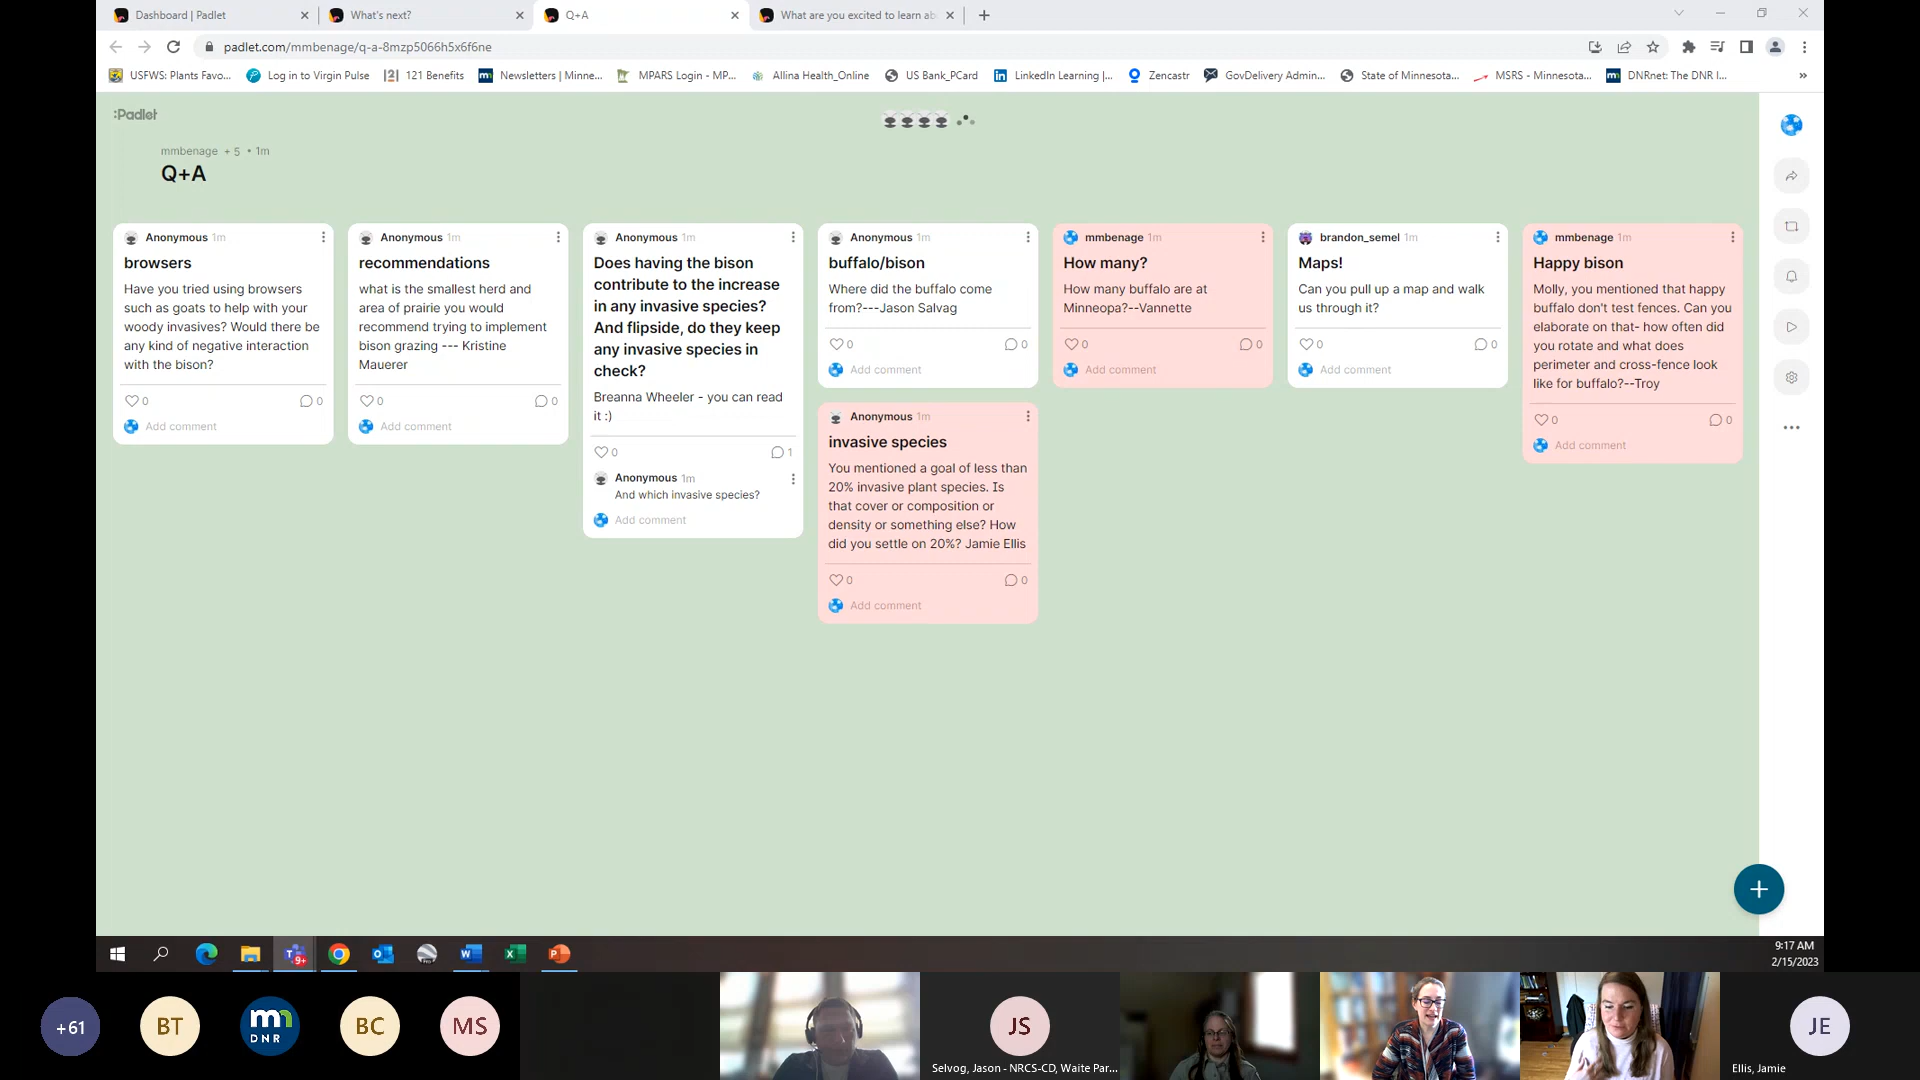 Dashboard | Padlet
What's next?
Q+A
What are you excited to learn ab
padlet.com/mmbenage/q-a-8mzp5066h5x6f6ne
USFWS: Plants Favo...
Log in to Virgin Pulse
121 Benefits
Newsletters | Minne...
MPARS Login - MP...
Allina Health_Online
US Bank_PCard
LinkedIn Learning |...
Zencastr
GovDelivery Admin...
State of Minnesota...
MSRS - Minnesota...
DNRnet: The DNR I...
:Padlet
mmbenage + 5 • 1m
Q+A
Anonymous 1m
browsers
Have you tried using browsers
such as goats to help with your
woody invasives? Would there be
any kind of negative interaction
with the bison?
0
0
Add comment
Anonymous 1m
recommendations
what is the smallest herd and
area of prairie you would
recommend trying to implement
bison grazing --- Kristine
Mauerer
0
0
Add comment
Anonymous 1m
Does having the bison
contribute to the increase
in any invasive species?
And flipside, do they keep
any invasive species in
check?
Breanna Wheeler - you can read
it :)
0
1
Anonymous 1m
And which invasive species?
Add comment
Anonymous 1m
buffalo/bison
Where did the buffalo come
from?---Jason Salvag
0
0
Add comment
Anonymous 1m
invasive species
You mentioned a goal of less than
20% invasive plant species. Is
that cover or composition or
density or something else? How
did you settle on 20%? Jamie Ellis
0
0
Add comment
mmbenage 1m
How many?
How many buffalo are at
Minneopa?--Vannette
0
0
Add comment
brandon_semel 1m
Maps!
Can you pull up a map and walk
us through it?
0
0
Add comment
mmbenage 1m
Happy bison
Molly, you mentioned that happy
buffalo don't test fences. Can you
elaborate on that- how often did
you rotate and what does
perimeter and cross-fence look
like for buffalo?--Troy
0
0
Add comment
9+
9:17 AM
2/15/2023
+61
BT
mn
DNR
BC
MS
JS
Selvog, Jason - NRCS-CD, Waite Par...
JE
Ellis, Jamie